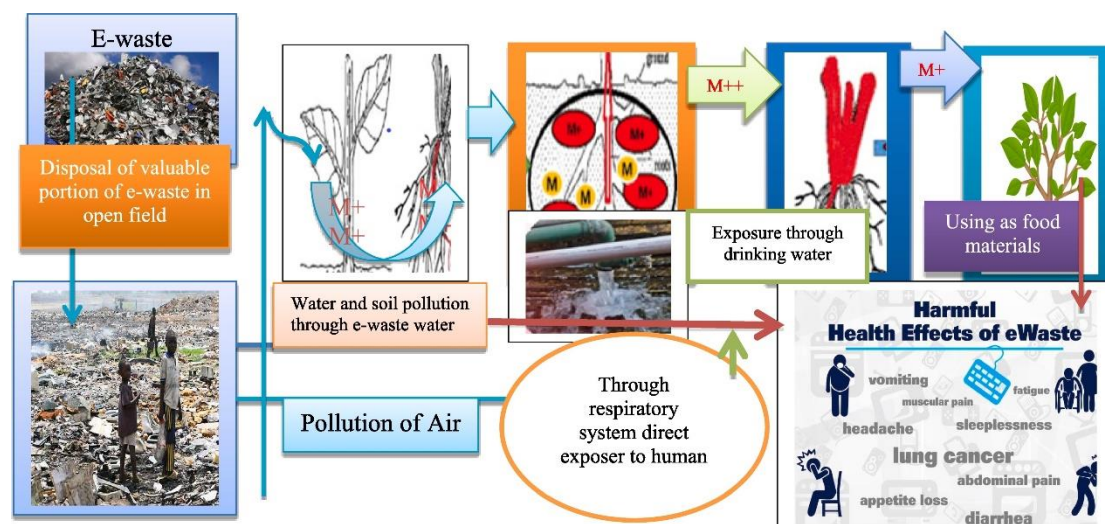 E-waste
Disposal of valuable
portion of e-waste in
open field
M+
M+
M+
M+
M
M
M
ground
roots
M+
M+
M
M
M+
M++
M+
Exposure through
drinking water
Using as food
materials
Water and soil pollution
through e-waste water
Pollution of Air
Through
respiratory
system direct
exposer to human
Harmful
Health Effects of eWaste
vomiting
fatigue
muscular pain
headache
sleeplessness
lung cancer
abdominal pain
appetite loss
diarrhea